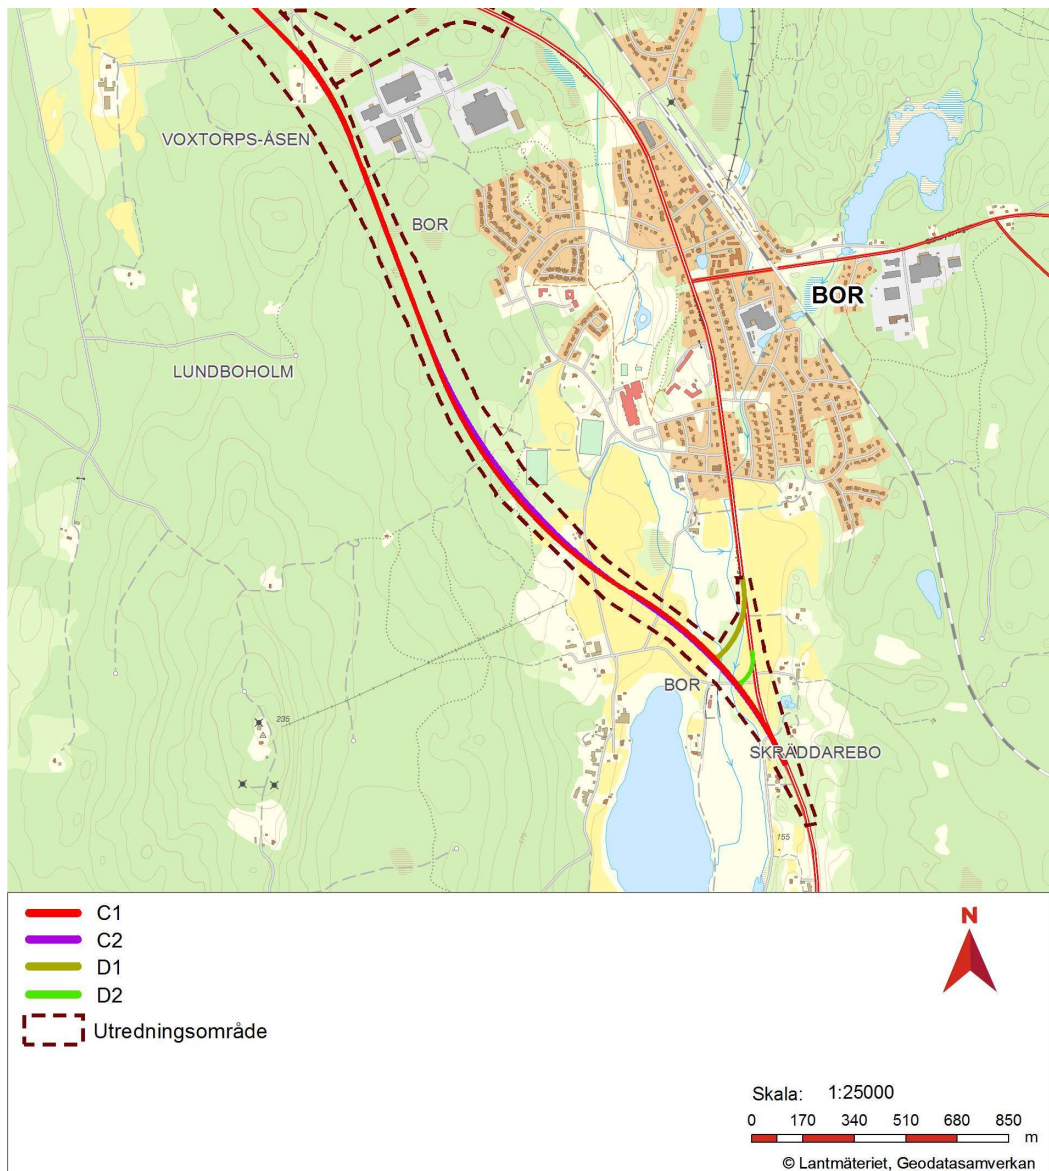 VOXTORPS-ÅSEN
BOR
BOR
LUNDBOHOLM
BOR
SKRÄDDAREBO
235
155
C1
C2
D1
D2
Utredningsområde
N
Skala: 1:25000
0 170 340 510 680 850
m
© Lantmäteriet, Geodatasamverkan